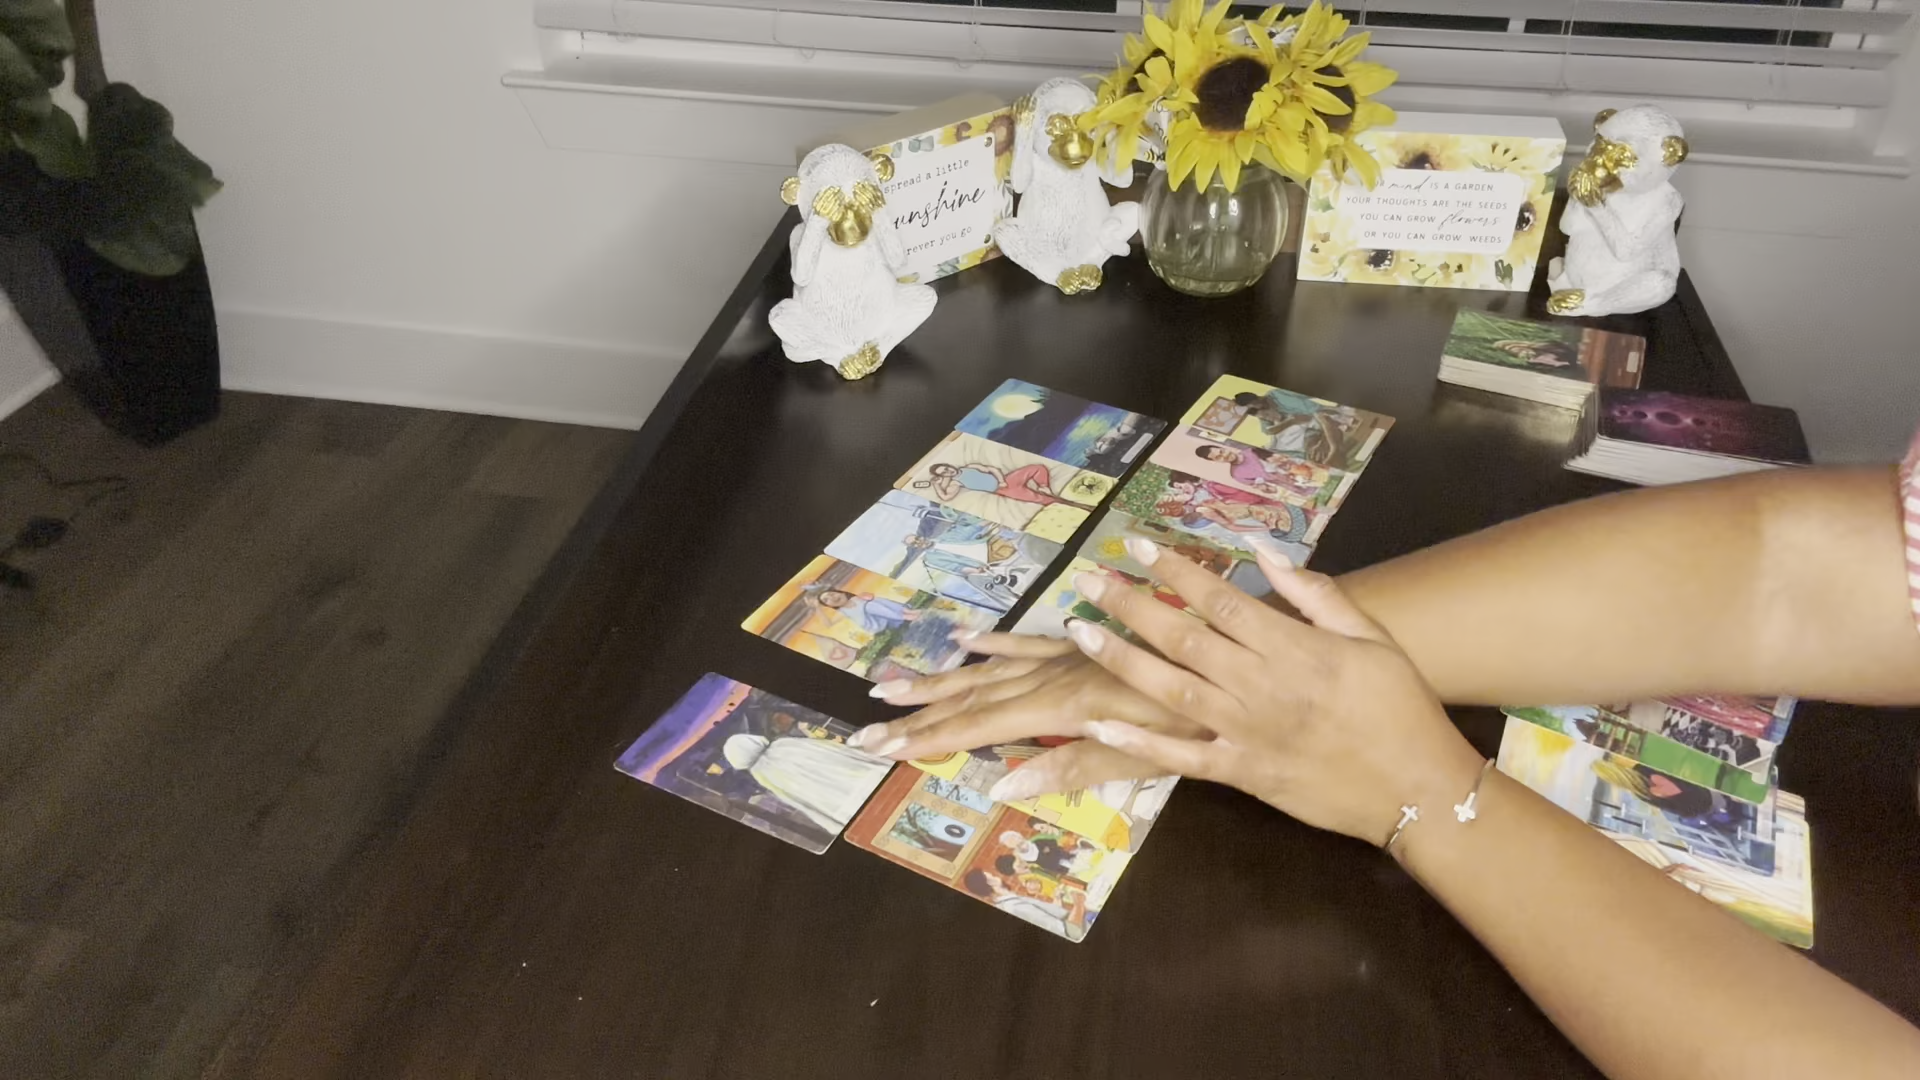 spread a little
unshine
rever you go
mind IS A GARDEN
YOUR THOUGHTS ARE THE SEEDS
YOU CAN GROW flowers
OR YOU CAN GROW WEEDS